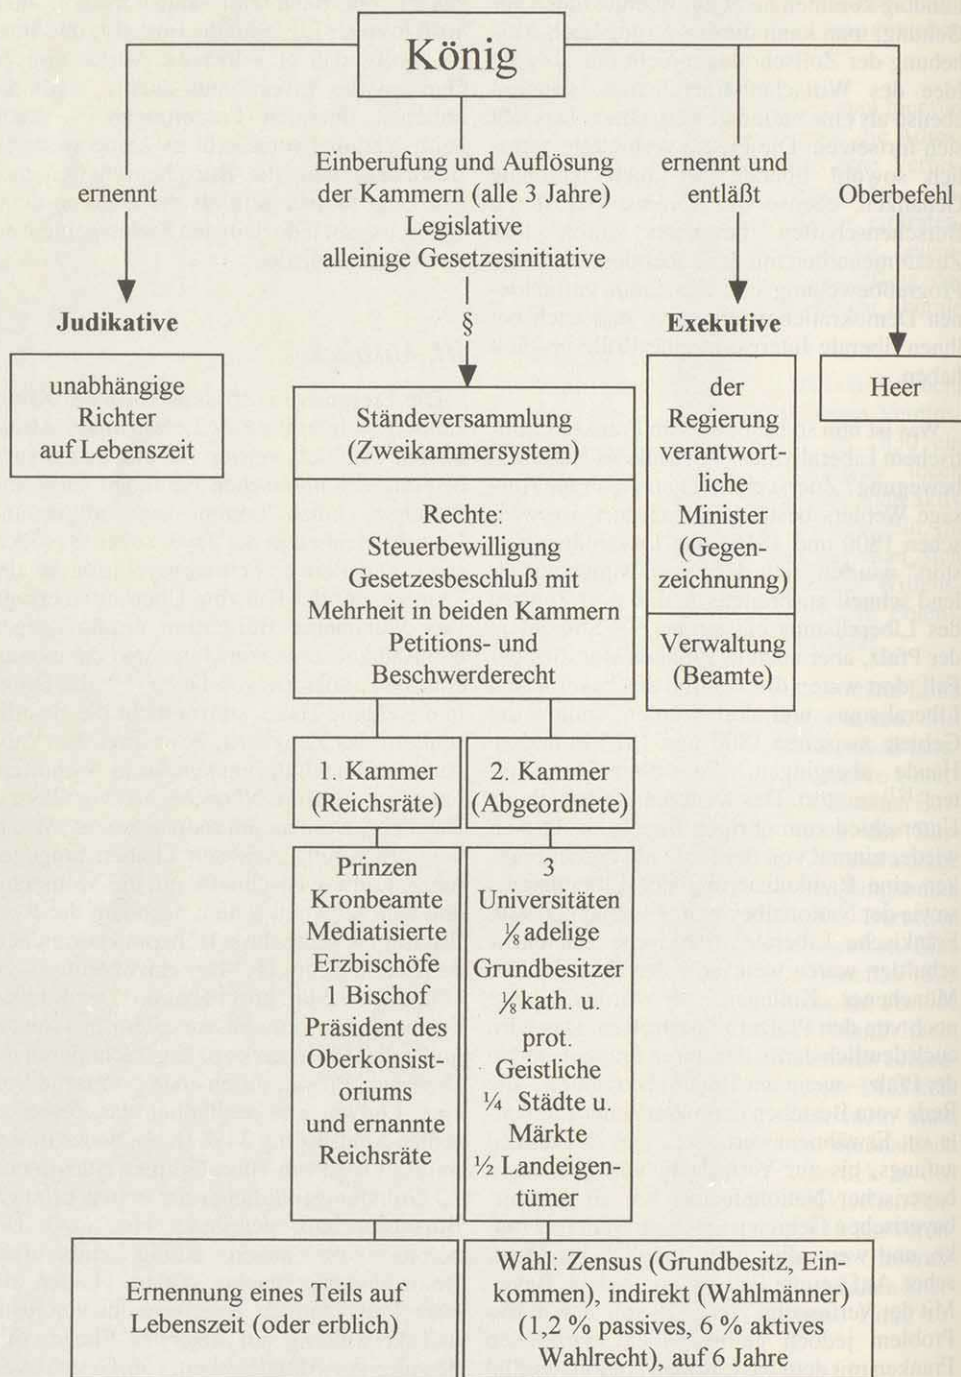 König
ernennt
Einberufung und Auflösung
der Kammern (alle 3 Jahre)
Legislative
alleinige Gesetzesinitiative
§
ernennt und
entläßt
Oberbefehl
Judikative
unabhängige
Richter
auf Lebenszeit
Ständeversammlung
(Zweikammersystem)
Rechte:
Steuerbewilligung
Gesetzesbeschluß mit
Mehrheit in beiden Kammern
Petitions- und
Beschwerderecht
Exekutive
der
Regierung
verantwort-
liche
Minister
(Gegen-
zeichnunng)
Verwaltung
(Beamte)
Heer
1. Kammer
(Reichsräte)
2. Kammer
(Abgeordnete)
Prinzen
Kronbeamte
Mediatisierte
Erzbischöfe
1 Bischof
Präsident des
Oberkonsist-
oriums
und ernannte
Reichsräte
3
Universitäten
⅛ adelige
Grundbesitzer
⅛ kath. u.
prot.
Geistliche
¼ Städte u.
Märkte
½ Landeigen-
tümer
Ernennung eines Teils auf
Lebenszeit (oder erblich)
Wahl: Zensus (Grundbesitz, Ein-
kommen), indirekt (Wahlmänner)
(1,2 % passives, 6 % aktives
Wahlrecht), auf 6 Jahre